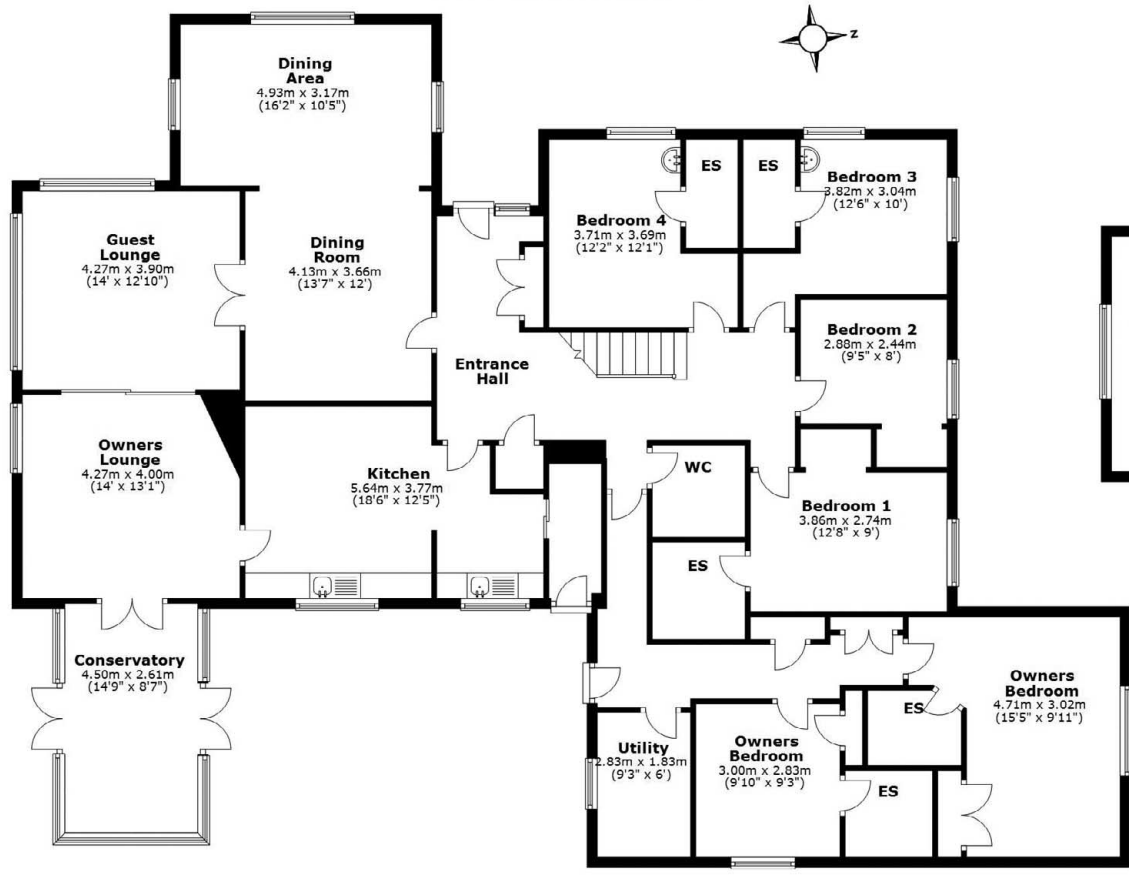 Dining
Area
4.93m x 3.17m
(16'2" x 10'5")
Z
Guest
Lounge
4.27m x 3.90m
(14' x 12'10")
Dining
Room
4.13m x 3.66m
(13'7" x 12')
Bedroom 4
3.71m x 3.69m
(12'2" x 12'1")
ES
ES
Bedroom 3
3.82m x 3.04m
(12'6" x 10')
Entrance
Hall
Bedroom 2
2.88m x 2.44m
(9'5" x 8')
Owners
Lounge
4.27m x 4.00m
(14' x 13'1")
Kitchen
5.64m x 3.77m
(18'6" x 12'5")
WC
Bedroom 1
3.86m x 2.74m
(12'8" x 9')
ES
Conservatory
4.50m x 2.61m
(14'9" x 8'7")
Utility
2.83m x 1.83m
(9'3" x 6')
Owners
Bedroom
3.00m x 2.83m
(9'10" x 9'3")
ES
ES
Owners
Bedroom
4.71m x 3.02m
(15'5" x 9'11")